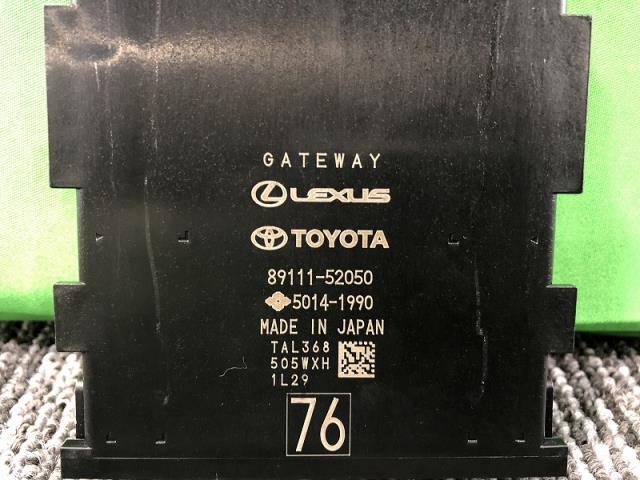 GATEWAY
LEXUS
TOYOTA
89111-52050
5014-1990
MADE IN JAPAN
TAL368
505WXH
1L29
76